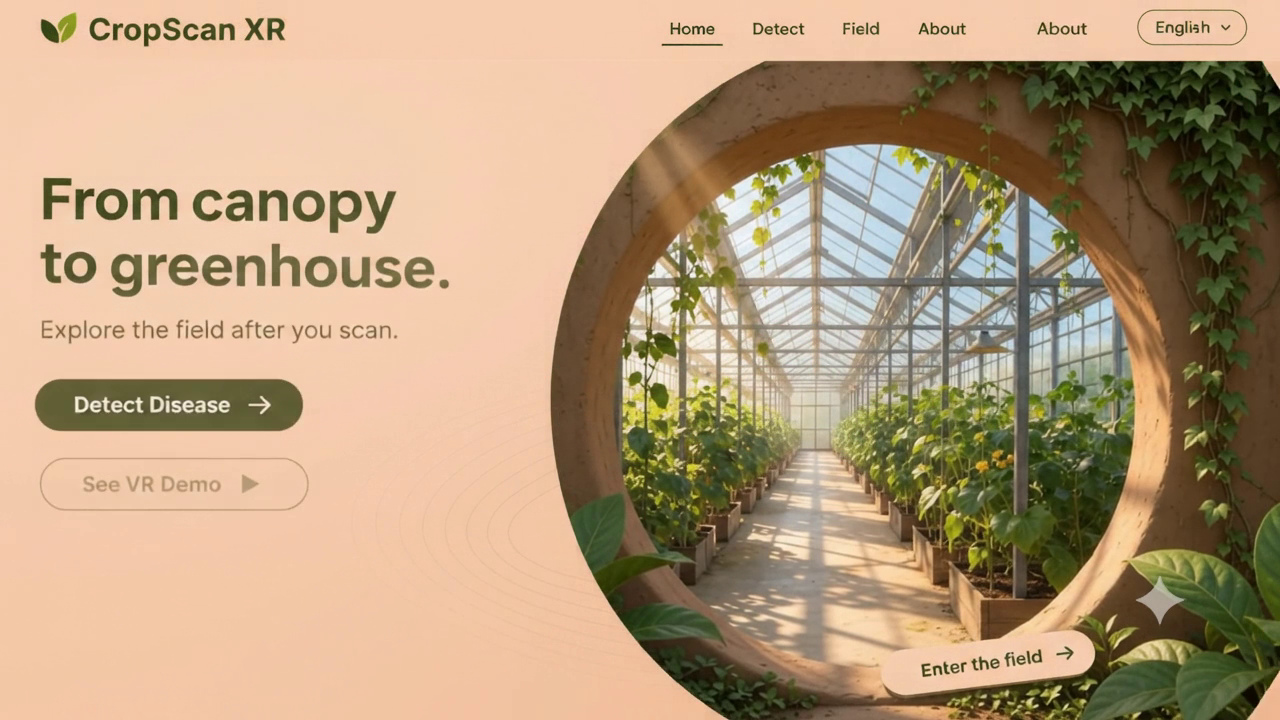 CropScan XR
Home
Detect
Field
About
About
English
From canopy
to greenhouse.
Explore the field after you scan.
Detect Disease
See VR Demo
Enter the field